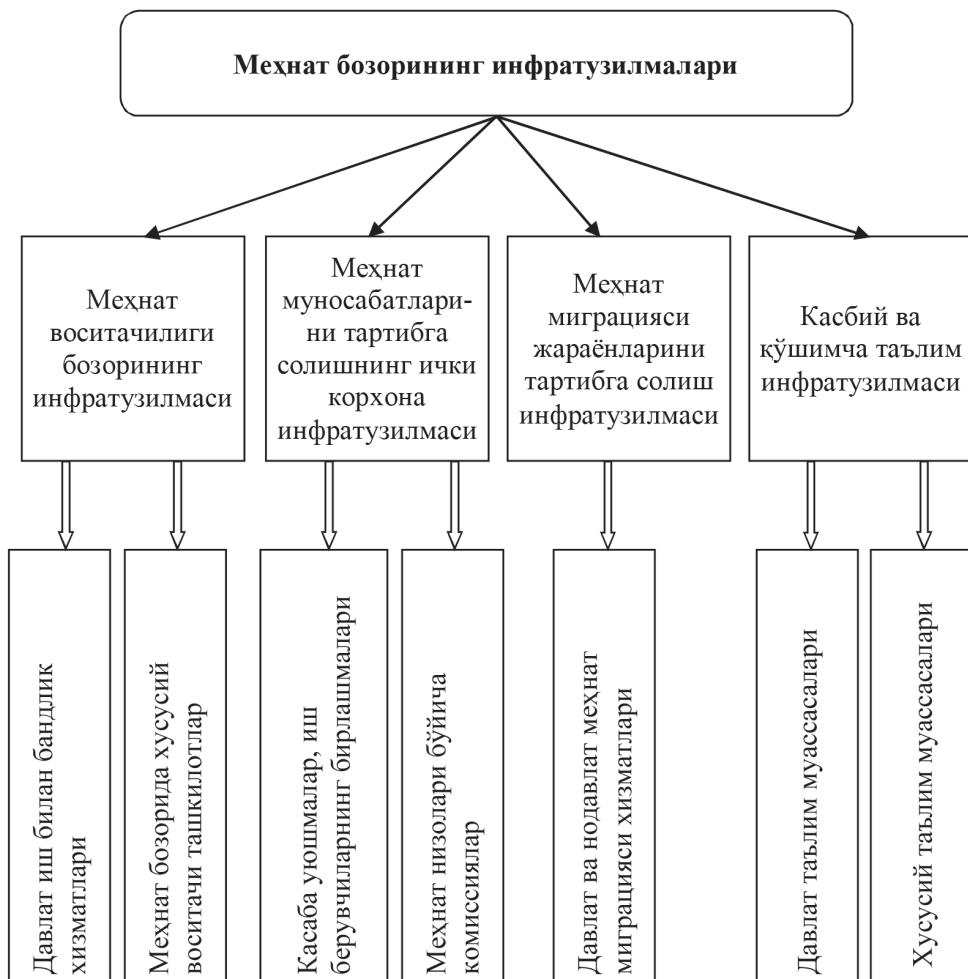 Меҳнат бозорининг инфратузилмалари
Меҳнат
воситачилиги
бозорининг
инфратузилмаси
Меҳнат
муносабатлари-
ни тартибга
солишнинг ички
корхона
инфратузилмаси
Меҳнат
миграцияси
жараёнларини
тартибга солиш
инфратузилмаси
Касбий ва
қўшимча таълим
инфратузилмаси
Давлат иш билан бандлик
хизматлари
Меҳнат бозорида хусусий
воситачи ташкилотлар
Касаба уюшмалар, иш
берувчиларнинг бирлашмалари
Меҳнат низолари бўйича
комиссиялар
Давлат ва нодавлат меҳнат
миграцияси хизматлари
Давлат таълим муассасалари
Хусусий таълим муассасалари